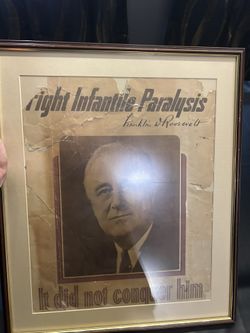 Fight Infantile Paralysis
Franklin D Roosevelt
It did not conquer him